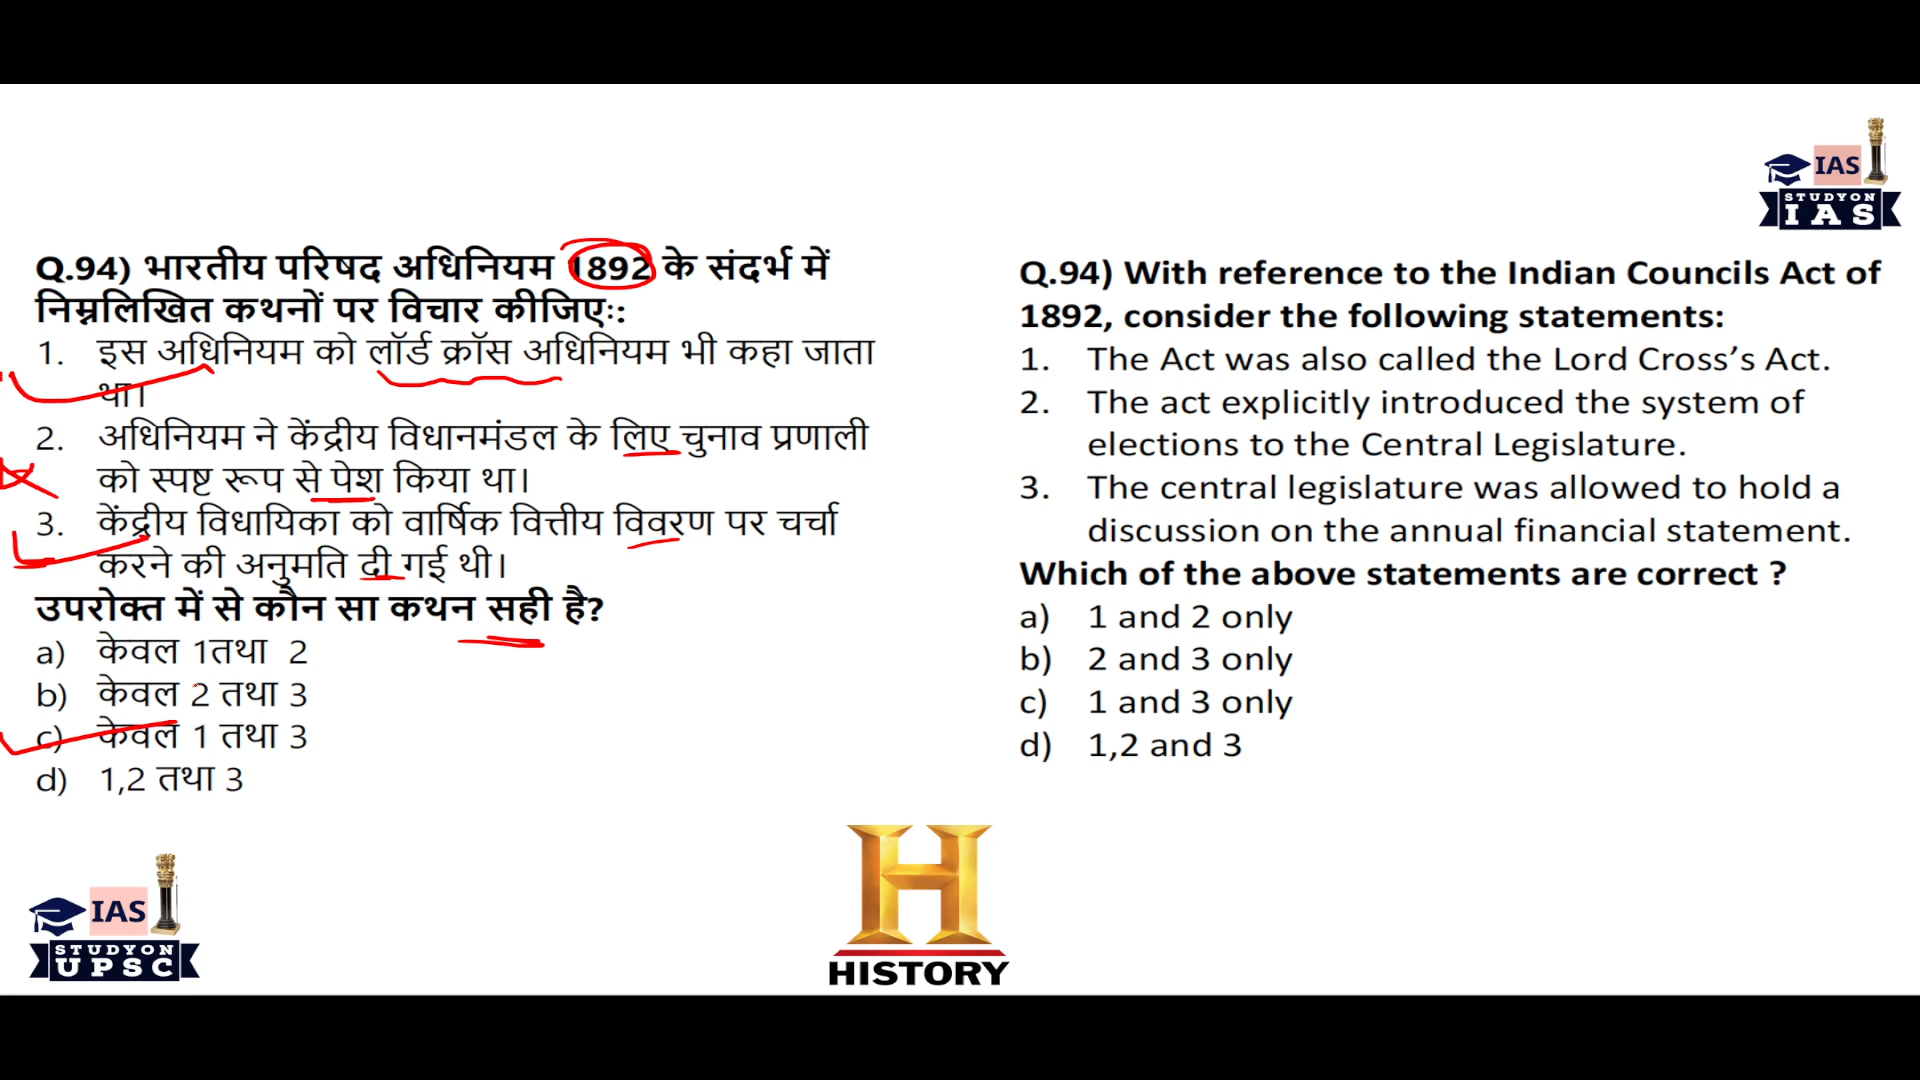 Q.94) भारतीय परिषद अधिनियम 1892 के संदर्भ में
निम्नलिखित कथनों पर विचार कीजिएः:
1. इस अधिनियम को लॉर्ड क्रॉस अधिनियम भी कहा जाता
था।
2. अधिनियम ने केंद्रीय विधानमंडल के लिए चुनाव प्रणाली
को स्पष्ट रूप से पेश किया था।
3. केंद्रीय विधायिका को वार्षिक वित्तीय विवरण पर चर्चा
करने की अनुमति दी गई थी।
उपरोक्त में से कौन सा कथन सही है?
a) केवल 1तथा 2
b) केवल 2 तथा 3
c) केवल 1 तथा 3
d) 1,2 तथा 3
IAS
STUDYON
UPSC
IAS
STUDYON
IAS
Q.94) With reference to the Indian Councils Act of
1892, consider the following statements:
1. The Act was also called the Lord Cross’s Act.
2. The act explicitly introduced the system of
elections to the Central Legislature.
3. The central legislature was allowed to hold a
discussion on the annual financial statement.
Which of the above statements are correct ?
a) 1 and 2 only
b) 2 and 3 only
c) 1 and 3 only
d) 1,2 and 3
H
HISTORY